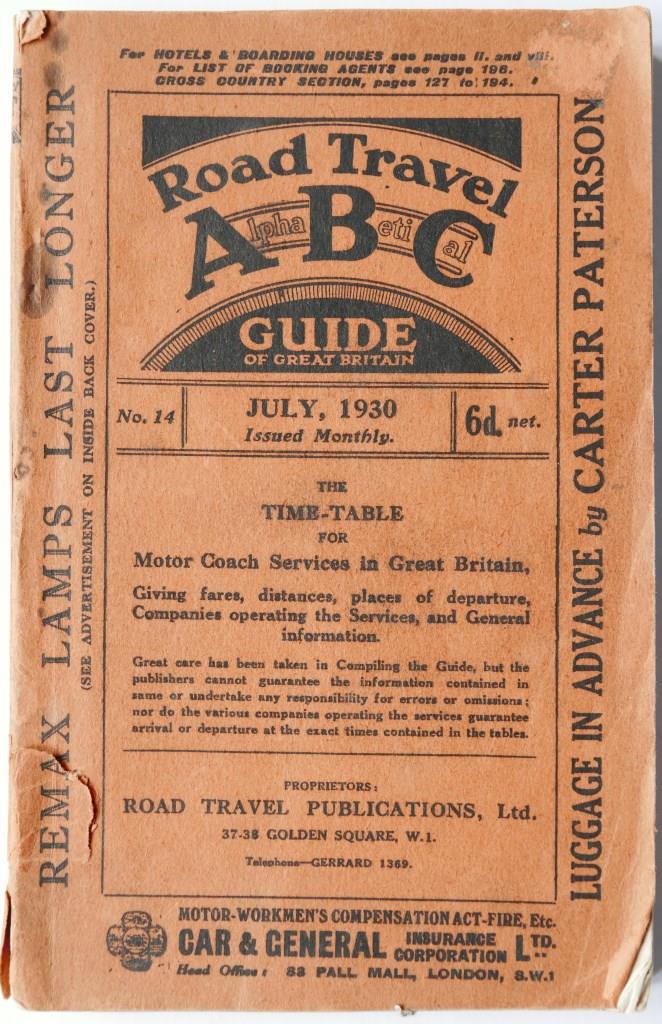 For HOTELS & BOARDING HOUSES see pages II. and viii.
For LIST OF BOOKING AGENTS see page 196.
CROSS COUNTRY SECTION, pages 127 to 194.
REMAX LAMPS LAST LONGER
(SEE ADVERTISEMENT ON INSIDE BACK COVER.)
Road Travel
Alpha Beti Cal
GUIDE
OF GREAT BRITAIN
No. 14
JULY, 1930
Issued Monthly.
6d. net.
THE
TIME-TABLE
FOR
Motor Coach Services in Great Britain,
Giving fares, distances, places of departure,
Companies operating the Services, and General
information.
Great care has been taken in Compiling the Guide, but the
publishers cannot guarantee the information contained in
same or undertake any responsibility for errors or omissions;
nor do the various companies operating the services guarantee
arrival or departure at the exact times contained in the tables.
PROPRIETORS:
ROAD TRAVEL PUBLICATIONS, Ltd.
37-38 GOLDEN SQUARE, W.1.
Telephone—GERRARD 1369.
LUGGAGE IN ADVANCE by CARTER PATERSON
MOTOR-WORKMEN'S COMPENSATION ACT-FIRE, Etc.
CAR & GENERAL INSURANCE CORPORATION LTD.
Head Office: 83 PALL MALL, LONDON, S.W.1